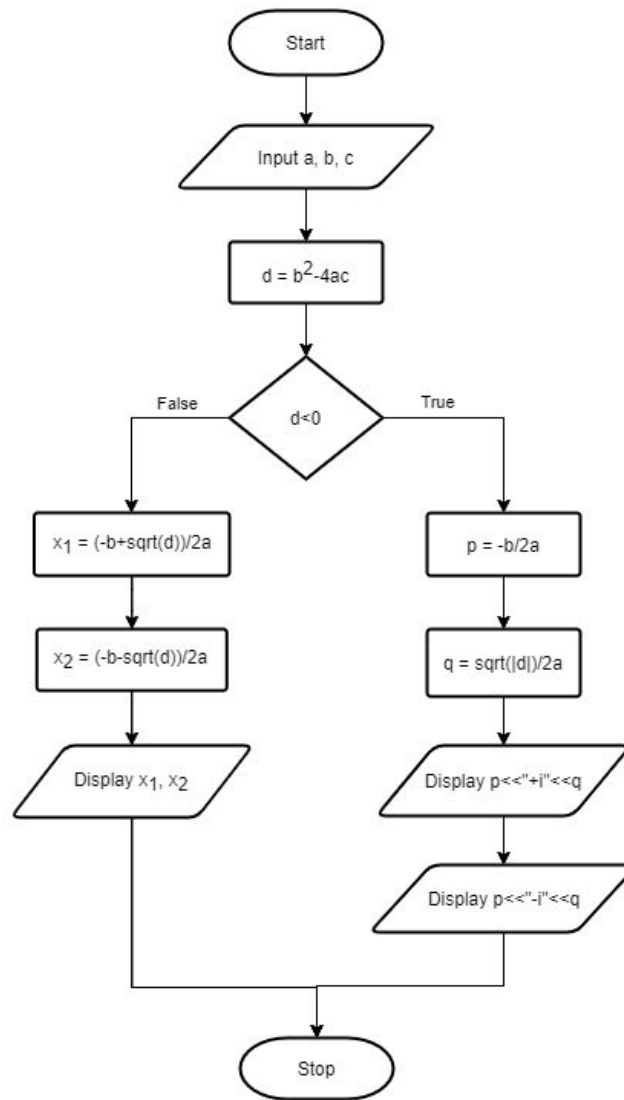 Start
Input a, b, c
d = b²-4ac
d<0
False
True
x₁ = (-b+sqrt(d))/2a
p = -b/2a
x₂ = (-b-sqrt(d))/2a
q = sqrt(|d|)/2a
Display x₁, x₂
Display p<<"+i"<<q
Display p<<"-i"<<q
Stop